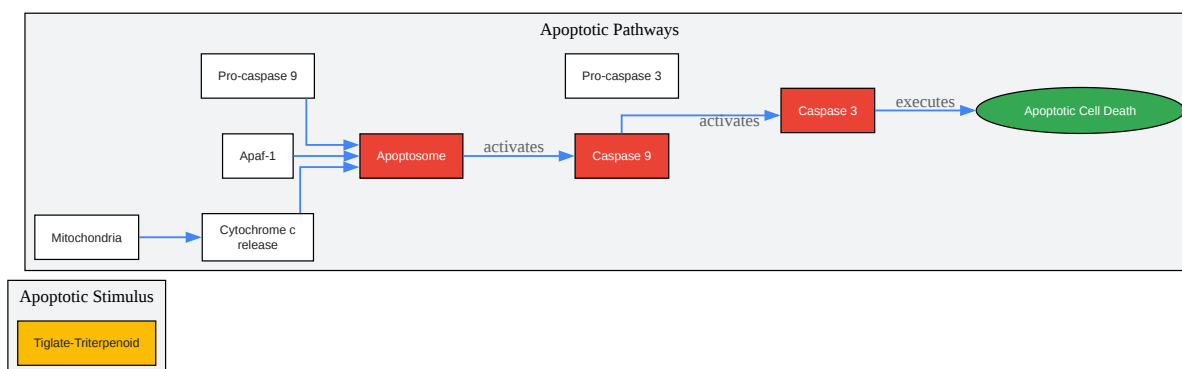 Apoptotic Pathways
Pro-caspase 9
Pro-caspase 3
Caspase 3
executes
Apoptotic Cell Death
activates
Apaf-1
Apoptosome
activates
Caspase 9
Mitochondria
Cytochrome c
release
Apoptotic Stimulus
Tiglate-Triterpenoid